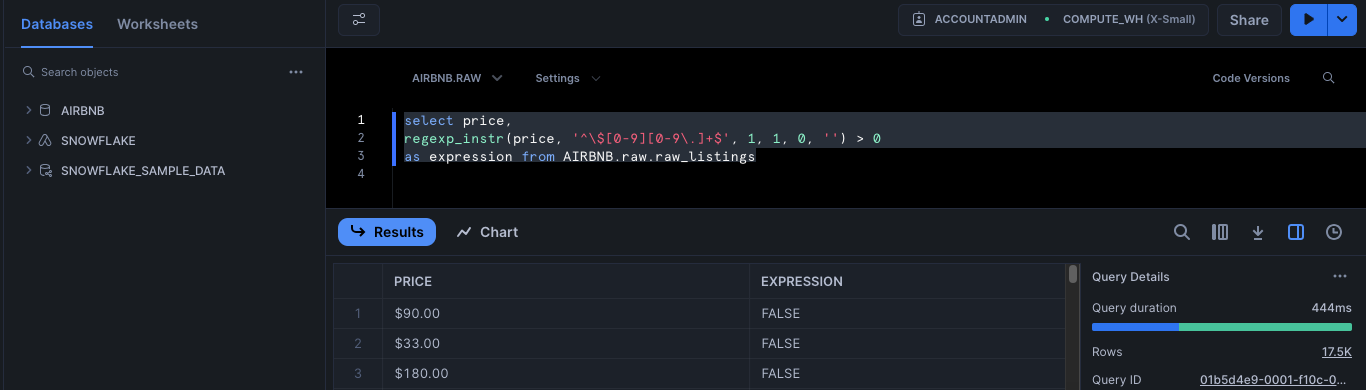 Databases Worksheets
ACCOUNTADMIN COMPUTE_WH (X-Small) Share
Search objects ...
AIRBNB.RAW Settings Code Versions
AIRBNB
SNOWFLAKE
SNOWFLAKE_SAMPLE_DATA
1 select price,
2 regexp_instr(price, '^\$[0-9][0-9\.]+$', 1, 1, 0, '') > 0
3 as expression from AIRBNB.raw.raw_listings
4
Results Chart
PRICE EXPRESSION
1 $90.00 FALSE
2 $33.00 FALSE
3 $180.00 FALSE
Query Details ...
Query duration 444ms
Rows 17.5K
Query ID 01b5d4e9-0001-f10c-0...